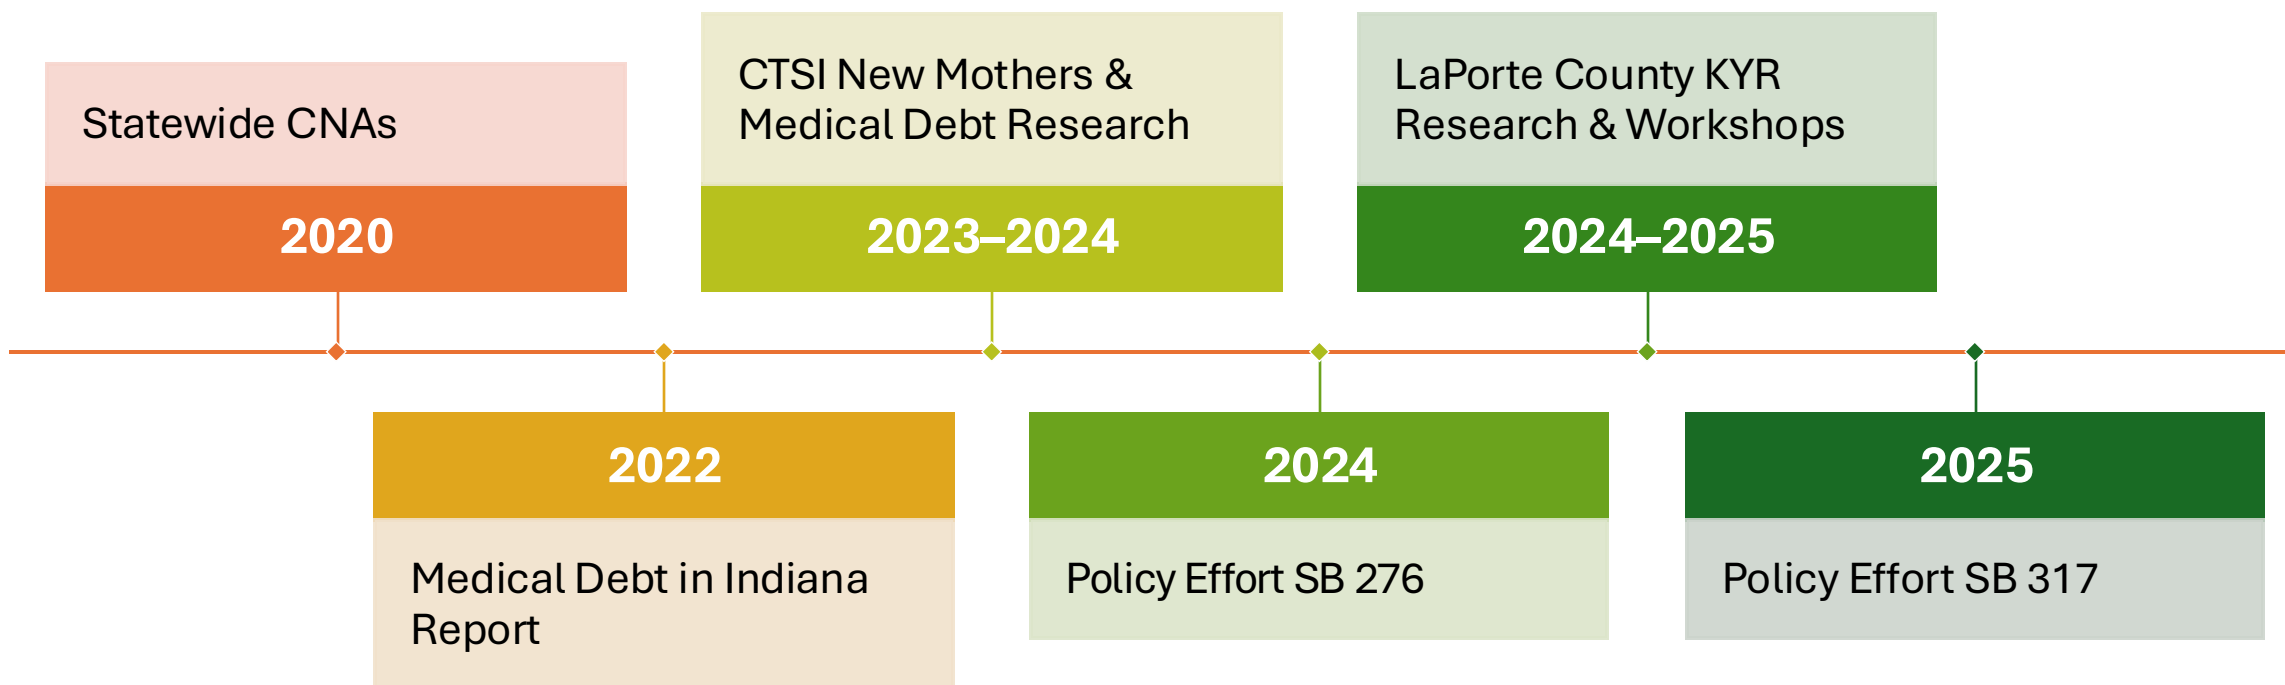 Statewide CNAs
2020
Medical Debt in Indiana
Report
2022
CTSI New Mothers &
Medical Debt Research
2023–2024
Policy Effort SB 276
2024
LaPorte County KYR
Research & Workshops
2024–2025
Policy Effort SB 317
2025